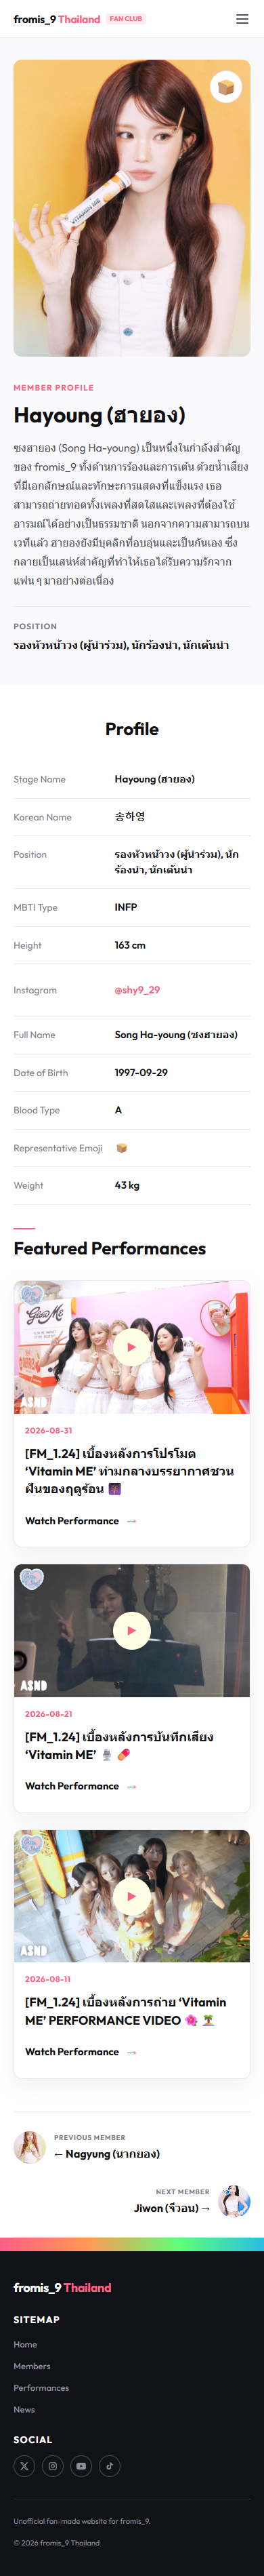 fromis_9 Thailand FAN CLUB
MEMBER PROFILE
Hayoung (ฮายอง)
ซงฮายอง (Song Ha-young) เป็นหนึ่งในกำลังสำคัญ
ของ fromis_9 ทั้งด้านการร้องและการเต้น ด้วยน้ำเสียง
ที่มีเอกลักษณ์และทักษะการแสดงที่แข็งแรง เธอ
สามารถถ่ายทอดทั้งเพลงที่สดใสและเพลงที่ต้องใช้
อารมณ์ได้อย่างเป็นธรรมชาติ นอกจากความสามารถบน
เวทีแล้ว ฮายองยังมีบุคลิกที่อบอุ่นและเป็นกันเอง ซึ่ง
กลายเป็นเสน่ห์สำคัญที่ทำให้เธอได้รับความรักจาก
แฟน ๆ มาอย่างต่อเนื่อง
POSITION
รองหัวหน้าวง (ผู้นำร่วม), นักร้องนำ, นักเต้นนำ
Profile
Stage Name Hayoung (ฮายอง)
Korean Name 송하영
Position รองหัวหน้าวง (ผู้นำร่วม), นัก
ร้องนำ, นักเต้นนำ
MBTI Type INFP
Height 163 cm
Instagram @shy9_29
Full Name Song Ha-young (ซงฮายอง)
Date of Birth 1997-09-29
Blood Type A
Representative Emoji 📦
Weight 43 kg
Featured Performances
ASND
2026-08-31
[FM_1.24] เบื้องหลังการโปรโมต
‘Vitamin ME’ ท่ามกลางบรรยากาศชวน
ฝันของฤดูร้อน 🌆
Watch Performance →
ASND
2026-08-21
[FM_1.24] เบื้องหลังการบันทึกเสียง
‘Vitamin ME’ 🎙️ 💊
Watch Performance →
ASND
2026-08-11
[FM_1.24] เบื้องหลังการถ่าย ‘Vitamin
ME’ PERFORMANCE VIDEO 🌺 🏝️
Watch Performance →
PREVIOUS MEMBER
← Nagyung (นากยอง)
NEXT MEMBER
Jiwon (จีวอน) →
fromis_9 Thailand
SITEMAP
Home
Members
Performances
News
SOCIAL
Unofficial fan-made website for fromis_9.
© 2026 fromis_9 Thailand